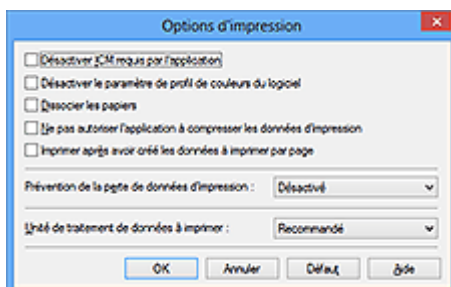 Options d'impression
Désactiver ICM requis par l'application
Désactiver le paramètre de profil de couleurs du logiciel
Dissocier les papiers
Ne pas autoriser l'application à compresser les données d'impression
Imprimer après avoir créé les données à imprimer par page
Prévention de la perte de données d'impression : Désactivé
Unité de traitement de données à imprimer : Recommandé
OK Annuler Défaut Aide